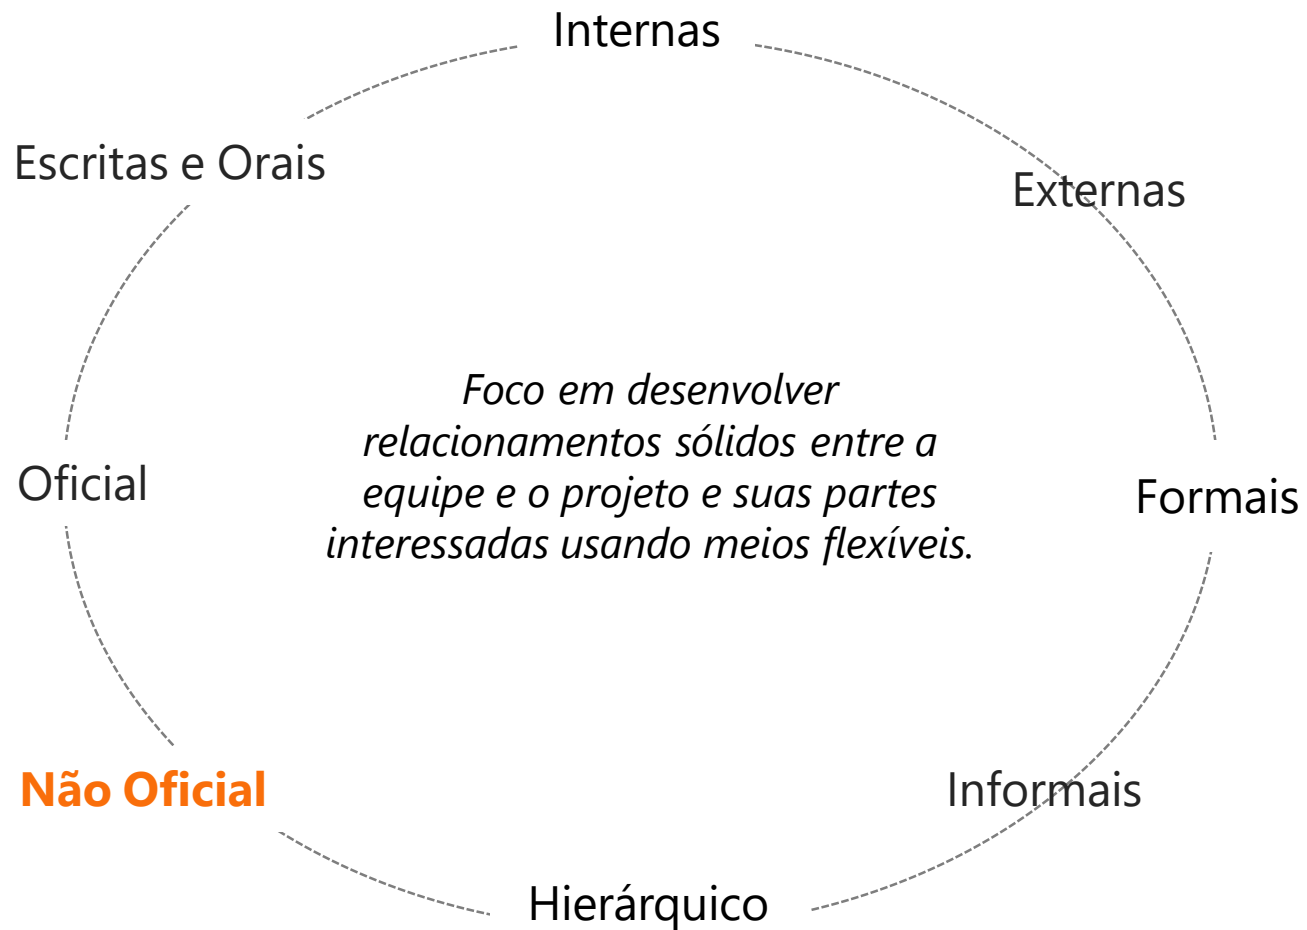 Internas
Escritas e Orais
Externas
Foco em desenvolver
relacionamentos sólidos entre a
equipe e o projeto e suas partes
interessadas usando meios flexíveis.
Oficial
Formais
Não Oficial
Informais
Hierárquico